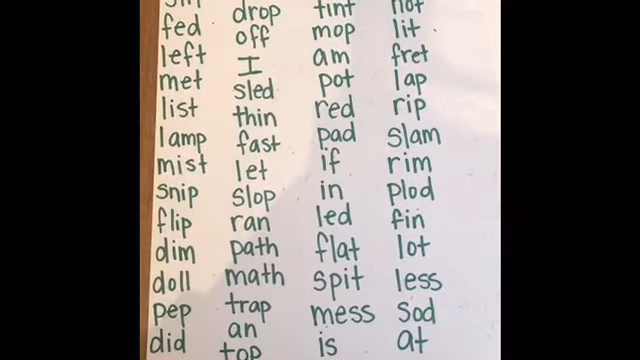 fed
left
met
list
lamp
mist
snip
flip
dim
doll
pep
did
drop
off
I
sled
thin
fast
let
slop
ran
path
math
trap
an
top
tint
mop
am
pot
red
pad
if
in
led
flat
spit
mess
is
lit
fret
lap
rip
slam
rim
plod
fin
lot
less
sod
at